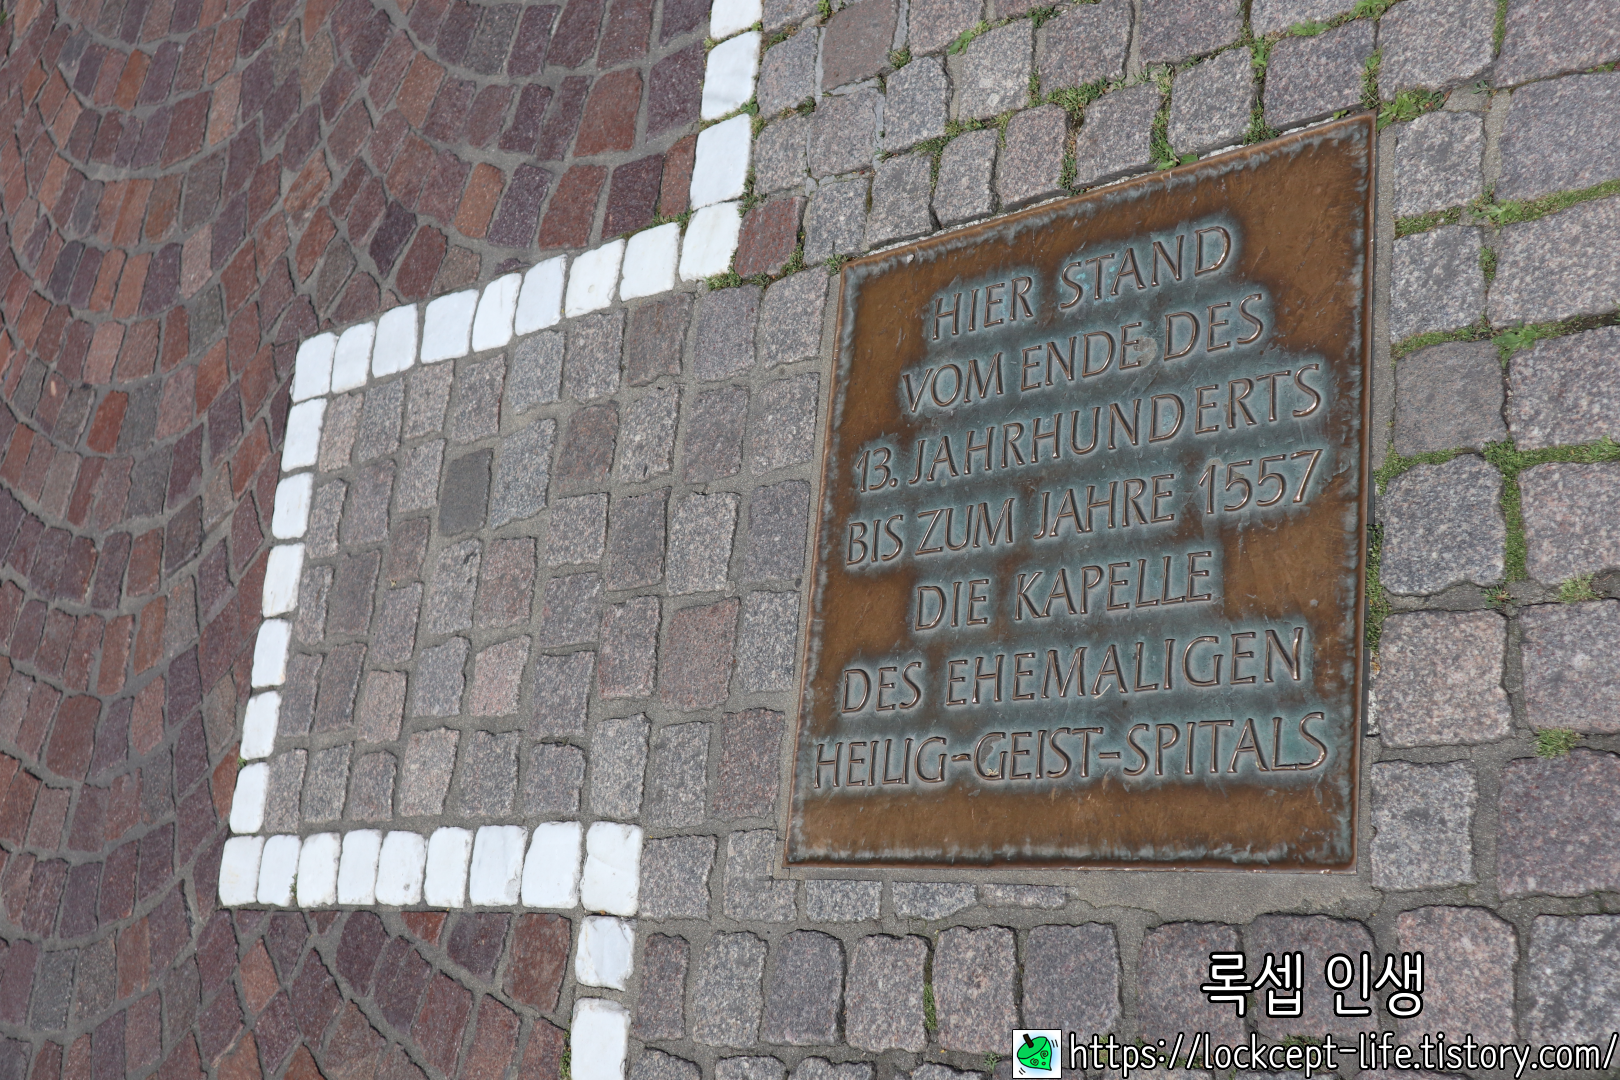 HIER STAND
VOM ENDE DES
13. JAHRHUNDERTS
BIS ZUM JAHRE 1557
DIE KAPELLE
DES EHEMALIGEN
HEILIG-GEIST-SPITALS
록셉 인생
https://lockcept-life.tistory.com/